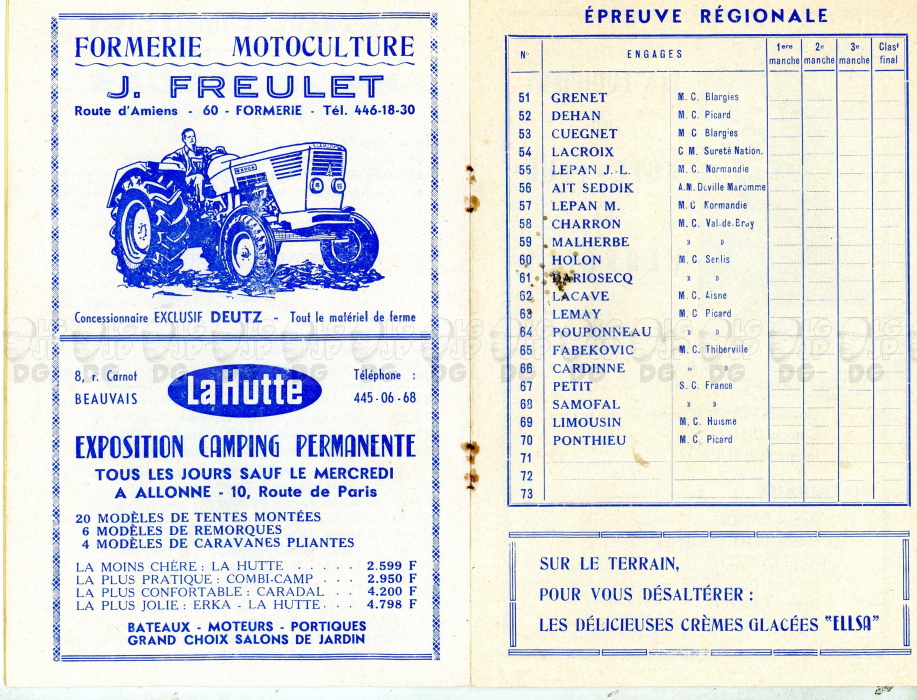 FORMERIE MOTOCULTURE
J. FREULET
Route d'Amiens - 60 - FORMERIE - Tél. 446-18-30
Concessionnaire EXCLUSIF DEUTZ - Tout le matériel de ferme
8, r. Carnot
BEAUVAIS
La Hutte
Téléphone :
445-06-68
EXPOSITION CAMPING PERMANENTE
TOUS LES JOURS SAUF LE MERCREDI
A ALLONNE - 10, Route de Paris
20 MODÈLES DE TENTES MONTÉES
6 MODÈLES DE REMORQUES
4 MODÈLES DE CARAVANES PLIANTES
LA MOINS CHÈRE : LA HUTTE . . . . . 2.599 F
LA PLUS PRATIQUE : COMBI-CAMP . . . 2.950 F
LA PLUS CONFORTABLE : CARADAL . . 4.200 F
LA PLUS JOLIE : ERKA - LA HUTTE . . . 4.798 F
BATEAUX - MOTEURS - PORTIQUES
GRAND CHOIX SALONS DE JARDIN
ÉPREUVE RÉGIONALE
N° ENGAGES 1ere manche 2e manche 3e manche Clast final
51 GRENET M. C. Blargies
52 DEHAN M. C. Picard
53 CUEGNET M C Blargies
54 LACROIX C M. Sureté Nation.
55 LEPAN J.-L. M. C. Normandie
56 AIT SEDDIK A.M. Deville Maromme
57 LEPAN M. M. C Normandie
58 CHARRON M. C. Val-de-Bray
59 MALHERBE » »
60 HOLON M. C. Senlis
61 DARIOSECQ » »
62 LACAVE M. C. Aisne
63 LEMAY M. C Picard
64 POUPONNEAU » »
65 FABEKOVIC M. C. Thiberville
66 CARDINNE » »
67 PETIT S. C. France
68 SAMOFAL » »
69 LIMOUSIN M. C. Huisme
70 PONTHIEU M. C. Picard
71
72
73
SUR LE TERRAIN,
POUR VOUS DÉSALTÉRER :
LES DÉLICIEUSES CRÈMES GLACÉES "ELLSA"